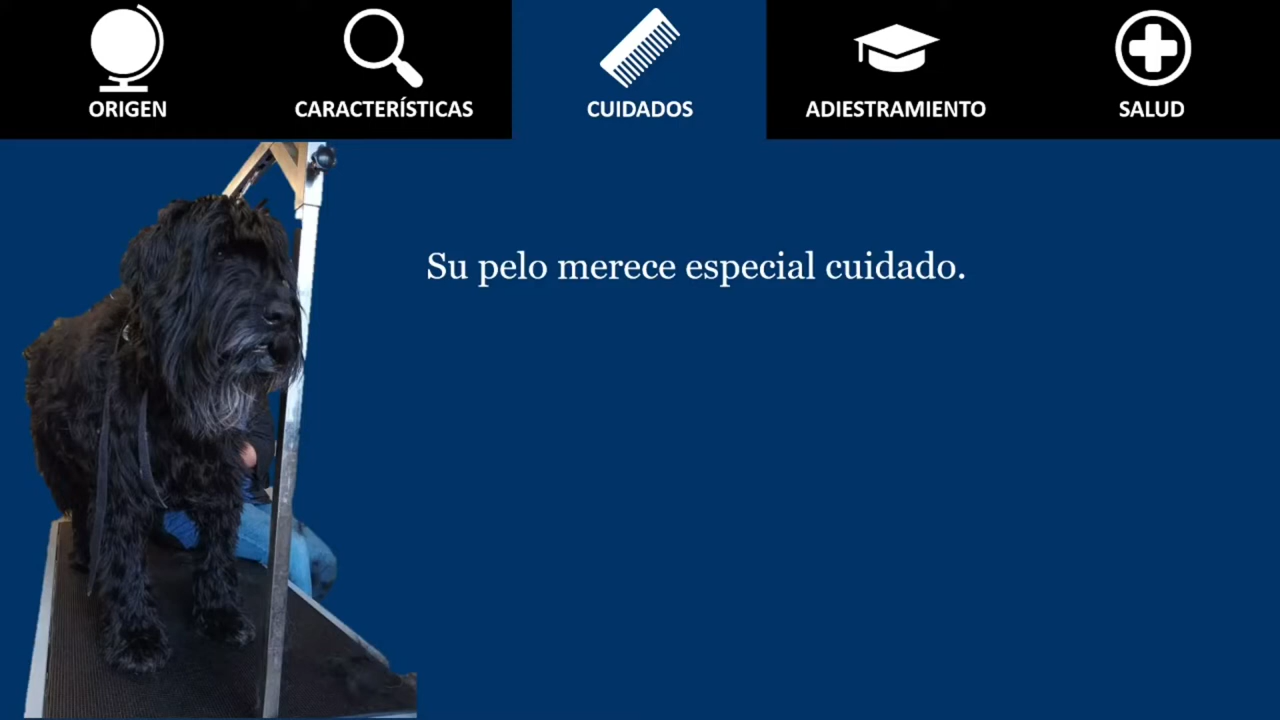 ORIGEN
CARACTERÍSTICAS
CUIDADOS
ADIESTRAMIENTO
SALUD
Su pelo merece especial cuidado.